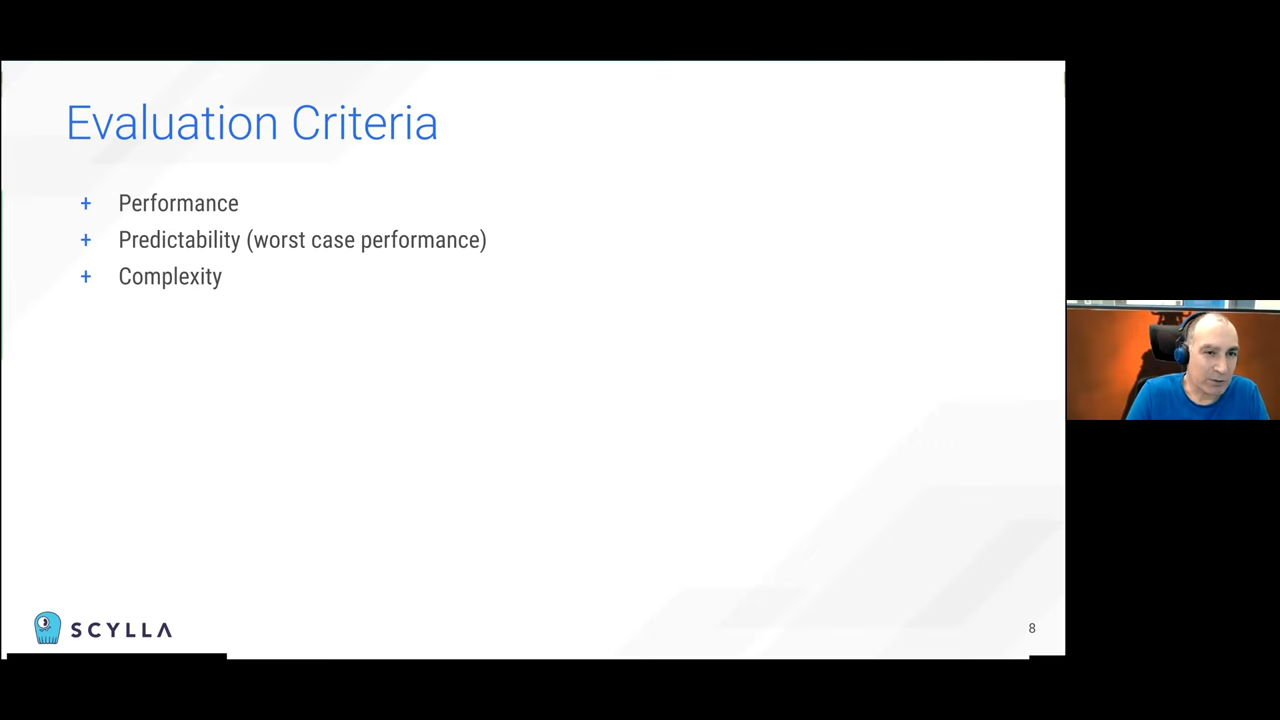 Evaluation Criteria
+ Performance
+ Predictability (worst case performance)
+ Complexity
SCYLLA
8